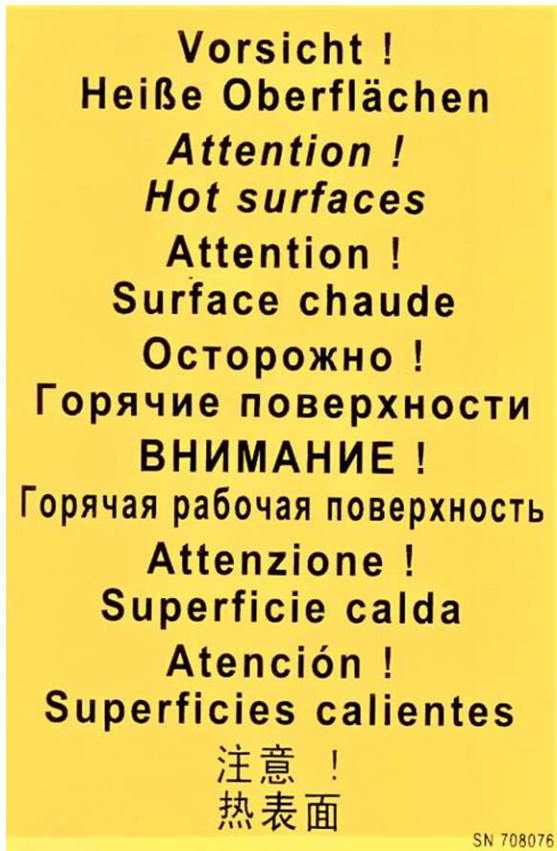 Vorsicht !
Heiße Oberflächen
Attention !
Hot surfaces
Attention !
Surface chaude
Осторожно !
Горячие поверхности
ВНИМАНИЕ !
Горячая рабочая поверхность
Attenzione !
Superficie calda
Atención !
Superficies calientes
注意 !
热表面
SN 708076